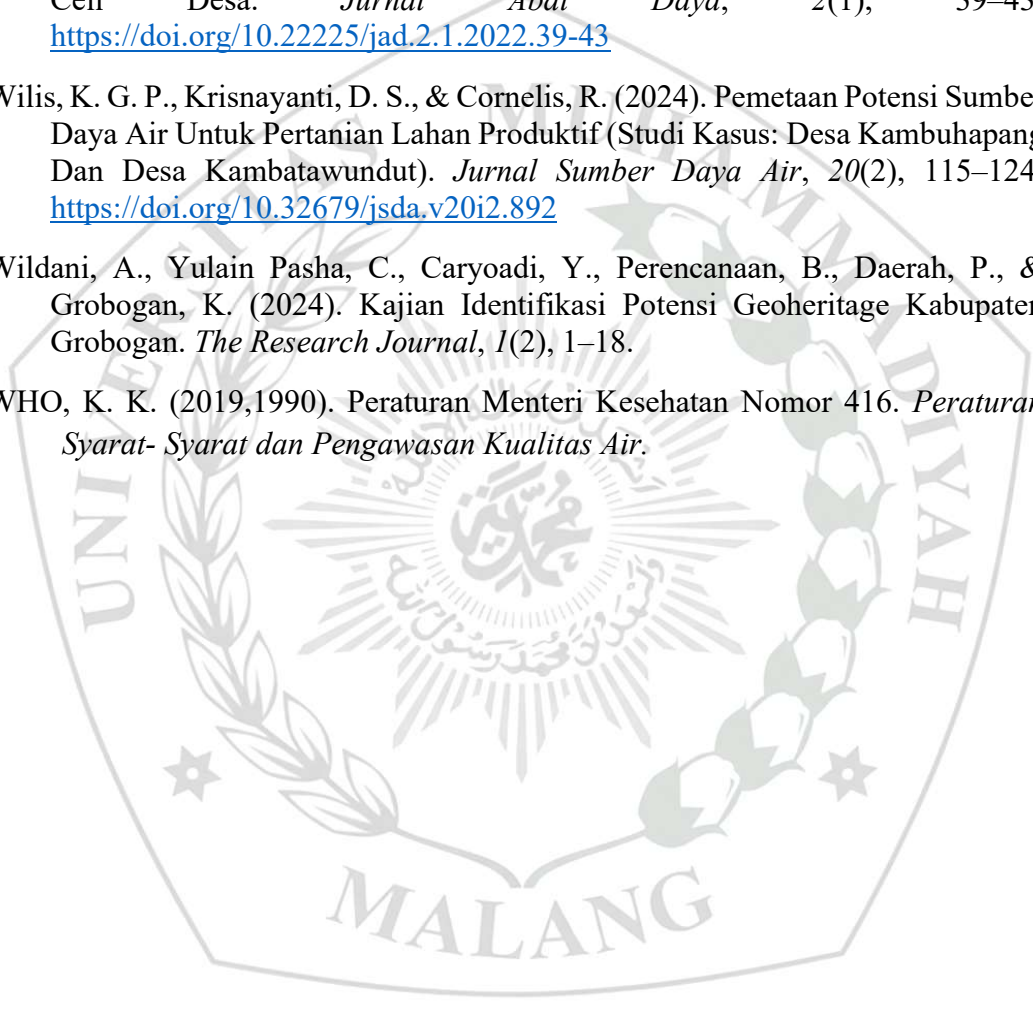 Desa. Jurnal Abdi Daya, 2(1), 39–43
https://doi.org/10.22225/jad.2.1.2022.39-43
Wilis, K. G. P., Krisnayanti, D. S., & Cornelis, R. (2024). Pemetaan Potensi Sumbe
Daya Air Untuk Pertanian Lahan Produktif (Studi Kasus: Desa Kambuhapang
Dan Desa Kambatawundut). Jurnal Sumber Daya Air, 20(2), 115–124
https://doi.org/10.32679/jsda.v20i2.892
Wildani, A., Yulain Pasha, C., Caryoadi, Y., Perencanaan, B., Daerah, P., &
Grobogan, K. (2024). Kajian Identifikasi Potensi Geoheritage Kabupaten
Grobogan. The Research Journal, 1(2), 1–18.
WHO, K. K. (2019,1990). Peraturan Menteri Kesehatan Nomor 416. Peraturan
Syarat- Syarat dan Pengawasan Kualitas Air.
UNIVERSITAS MUHAMMADIYAH
MALANG